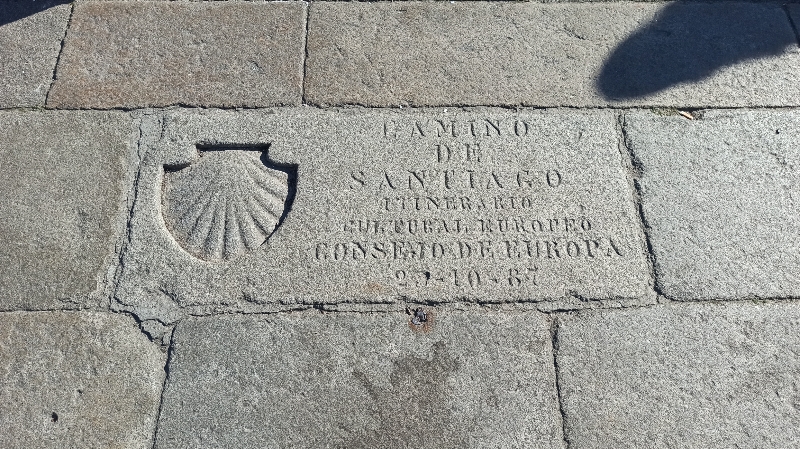 CAMINO
DE
SANTIAGO
ITINERARIO
CULTURAL EUROPEO
CONSEJO·DE EUROPA
23-10-87